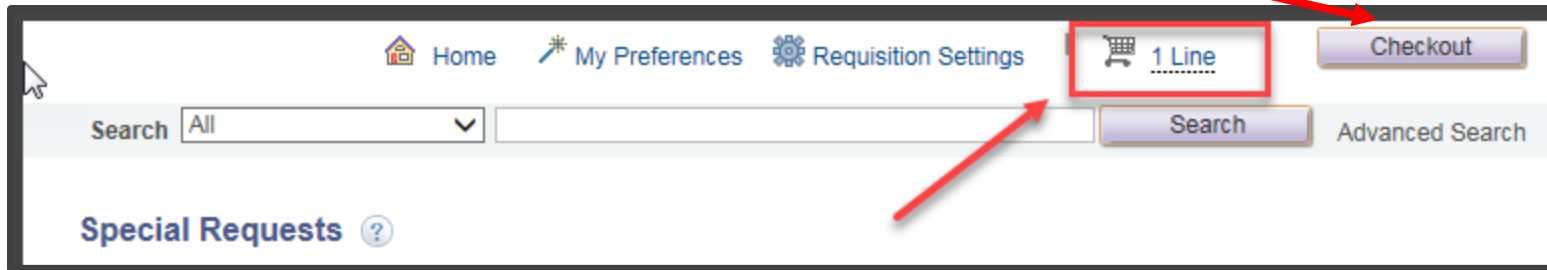 Home My Preferences Requisition Settings 1 Line Checkout
Search All Search Advanced Search
Special Requests ?